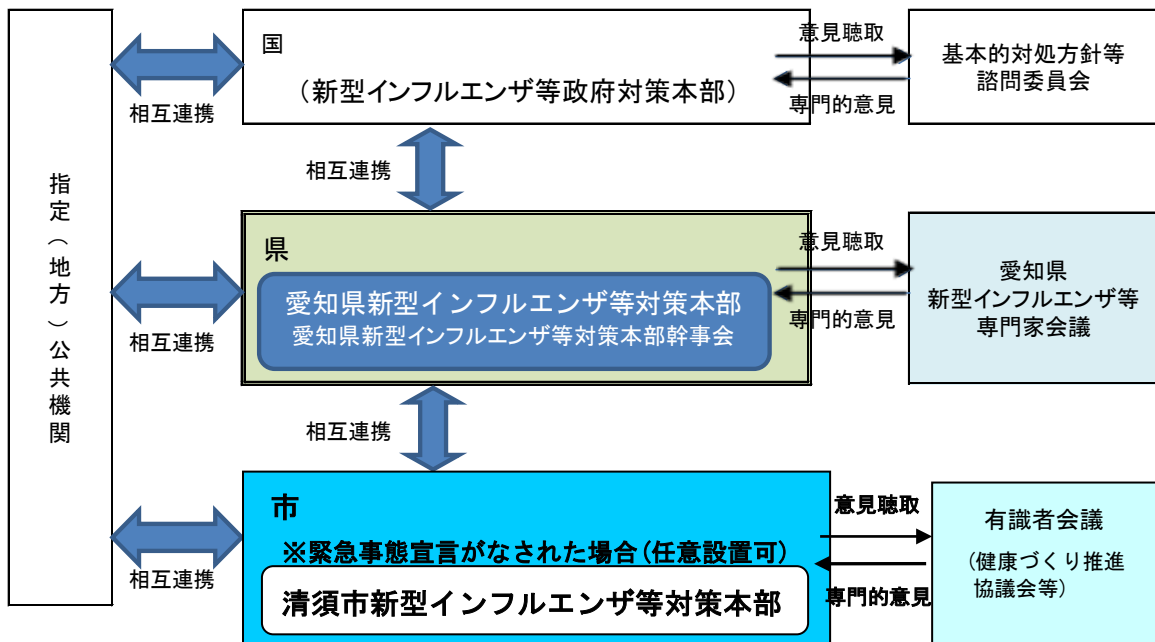 指定（地方）公共機関
相互連携
国
（新型インフルエンザ等政府対策本部）
意見聴取
専門的意見
基本的対処方針等
諮問委員会
相互連携
相互連携
県
愛知県新型インフルエンザ等対策本部
愛知県新型インフルエンザ等対策本部幹事会
意見聴取
専門的意見
愛知県
新型インフルエンザ等
専門家会議
相互連携
相互連携
市
※緊急事態宣言がなされた場合（任意設置可）
清須市新型インフルエンザ等対策本部
意見聴取
専門的意見
有識者会議
（健康づくり推進
協議会等）